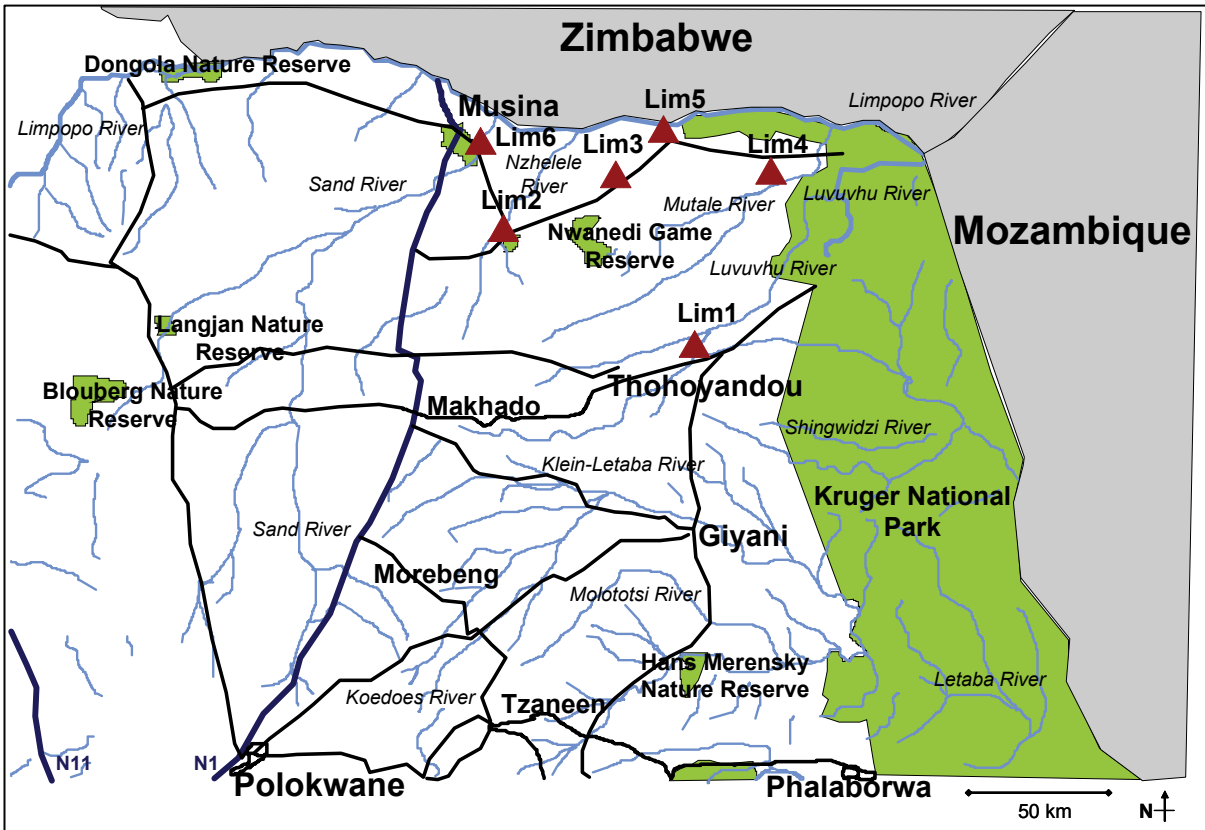 Zimbabwe
Dongola Nature Reserve
Musina
Lim5
Limpopo River
Limpopo River
Lim6
Lim3
Lim4
Nzhelele
River
Sand River
Lim2
Mutale River
Luvuvhu River
Nwanedi Game
Reserve
Mozambique
Luvuvhu River
Lim1
Langjan Nature
Reserve
Thohoyandou
Blouberg Nature
Reserve
Makhado
Shingwidzi River
Klein-Letaba River
Kruger National
Park
Sand River
Giyani
Morebeng
Molototsi River
Hans Merensky
Nature Reserve
Letaba River
Koedoes River
Tzaneen
N11
N1
Polokwane
Phalaborwa
50 km
N